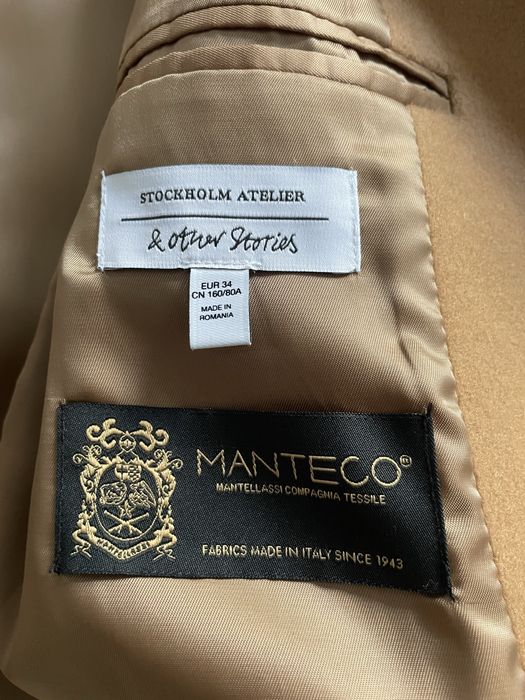 STOCKHOLM ATELIER
& other Stories
EUR 34
CN 160/80A
MADE IN
ROMANIA
MANTECO®
MANTELLASSI COMPAGNIA TESSILE
FABRICS MADE IN ITALY SINCE 1943